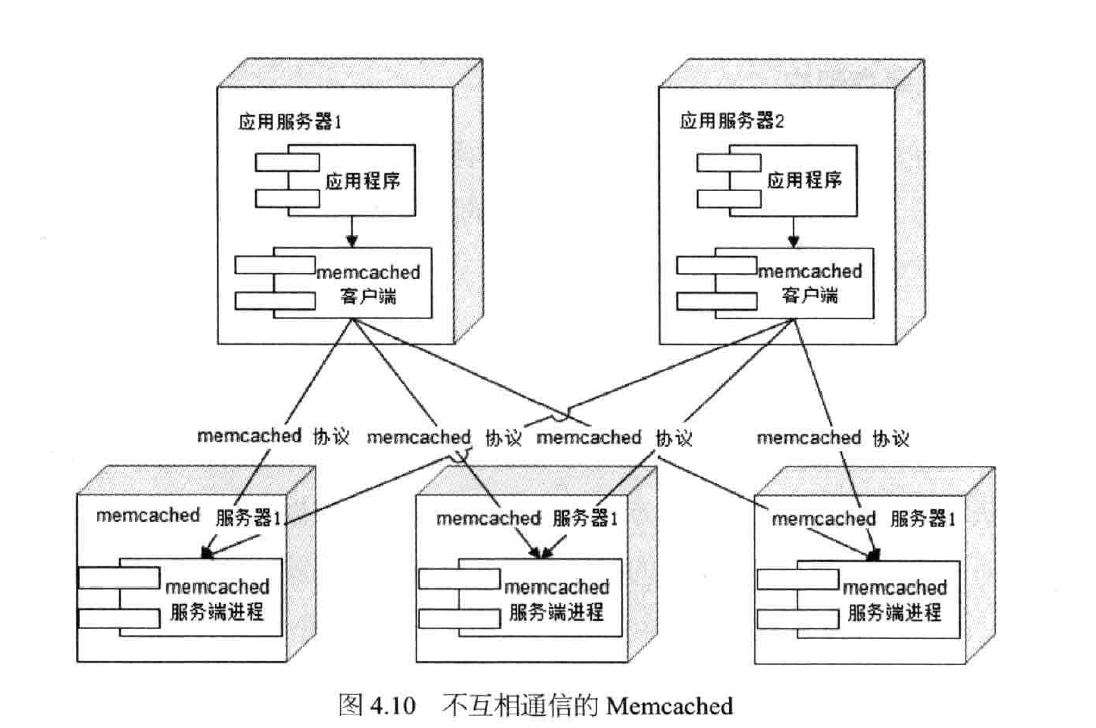 应用服务器1
应用服务器2
应用程序
应用程序
memcached
客户端
memcached
客户端
memcached 协议 memcached 协议 memcached 协议 memcached 协议
memcached 服务器1
memcached 服务器1
memcached 服务器1
memcached
服务端进程
memcached
服务端进程
memcached
服务端进程
图 4.10 不互相通信的 Memcached